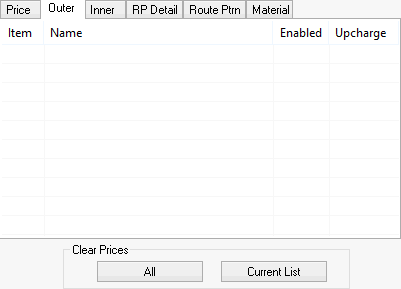 Price Outer Inner RP Detail Route Ptrn Material
Item Name Enabled Upcharge
Clear Prices
All Current List